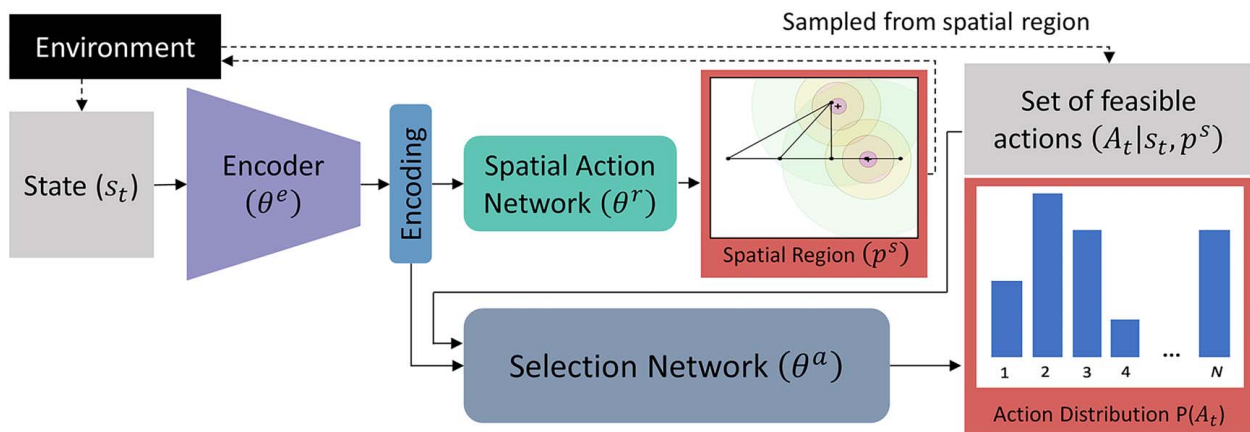 Environment
Sampled from spatial region
State (s_t)
Encoder
(θ^e)
Encoding
Spatial Action
Network (θ^r)
Spatial Region (p^s)
Set of feasible
actions (A_t|s_t, p^s)
Selection Network (θ^a)
1 2 3 4 ... N
Action Distribution P(A_t)